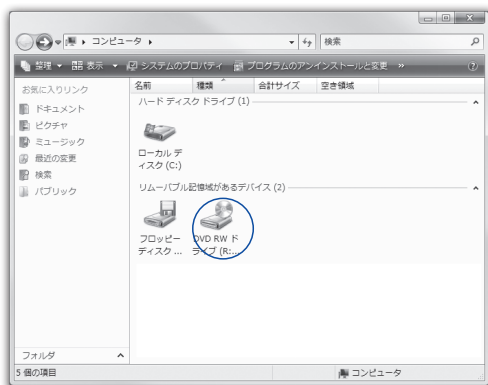 コンピュータ
検索
整理 表示 システムのプロパティ プログラムのアンインストールと変更 »
お気に入りリンク
ドキュメント
ピクチャ
ミュージック
最近の変更
検索
パブリック
フォルダ
名前 種類 合計サイズ 空き領域
ハード ディスク ドライブ (1)
ローカル デ
ィスク (C:)
リムーバブル記憶域があるデバイス (2)
フロッピー
ディスク ...
DVD RW ド
ライブ (R:...
5 個の項目
コンピュータ